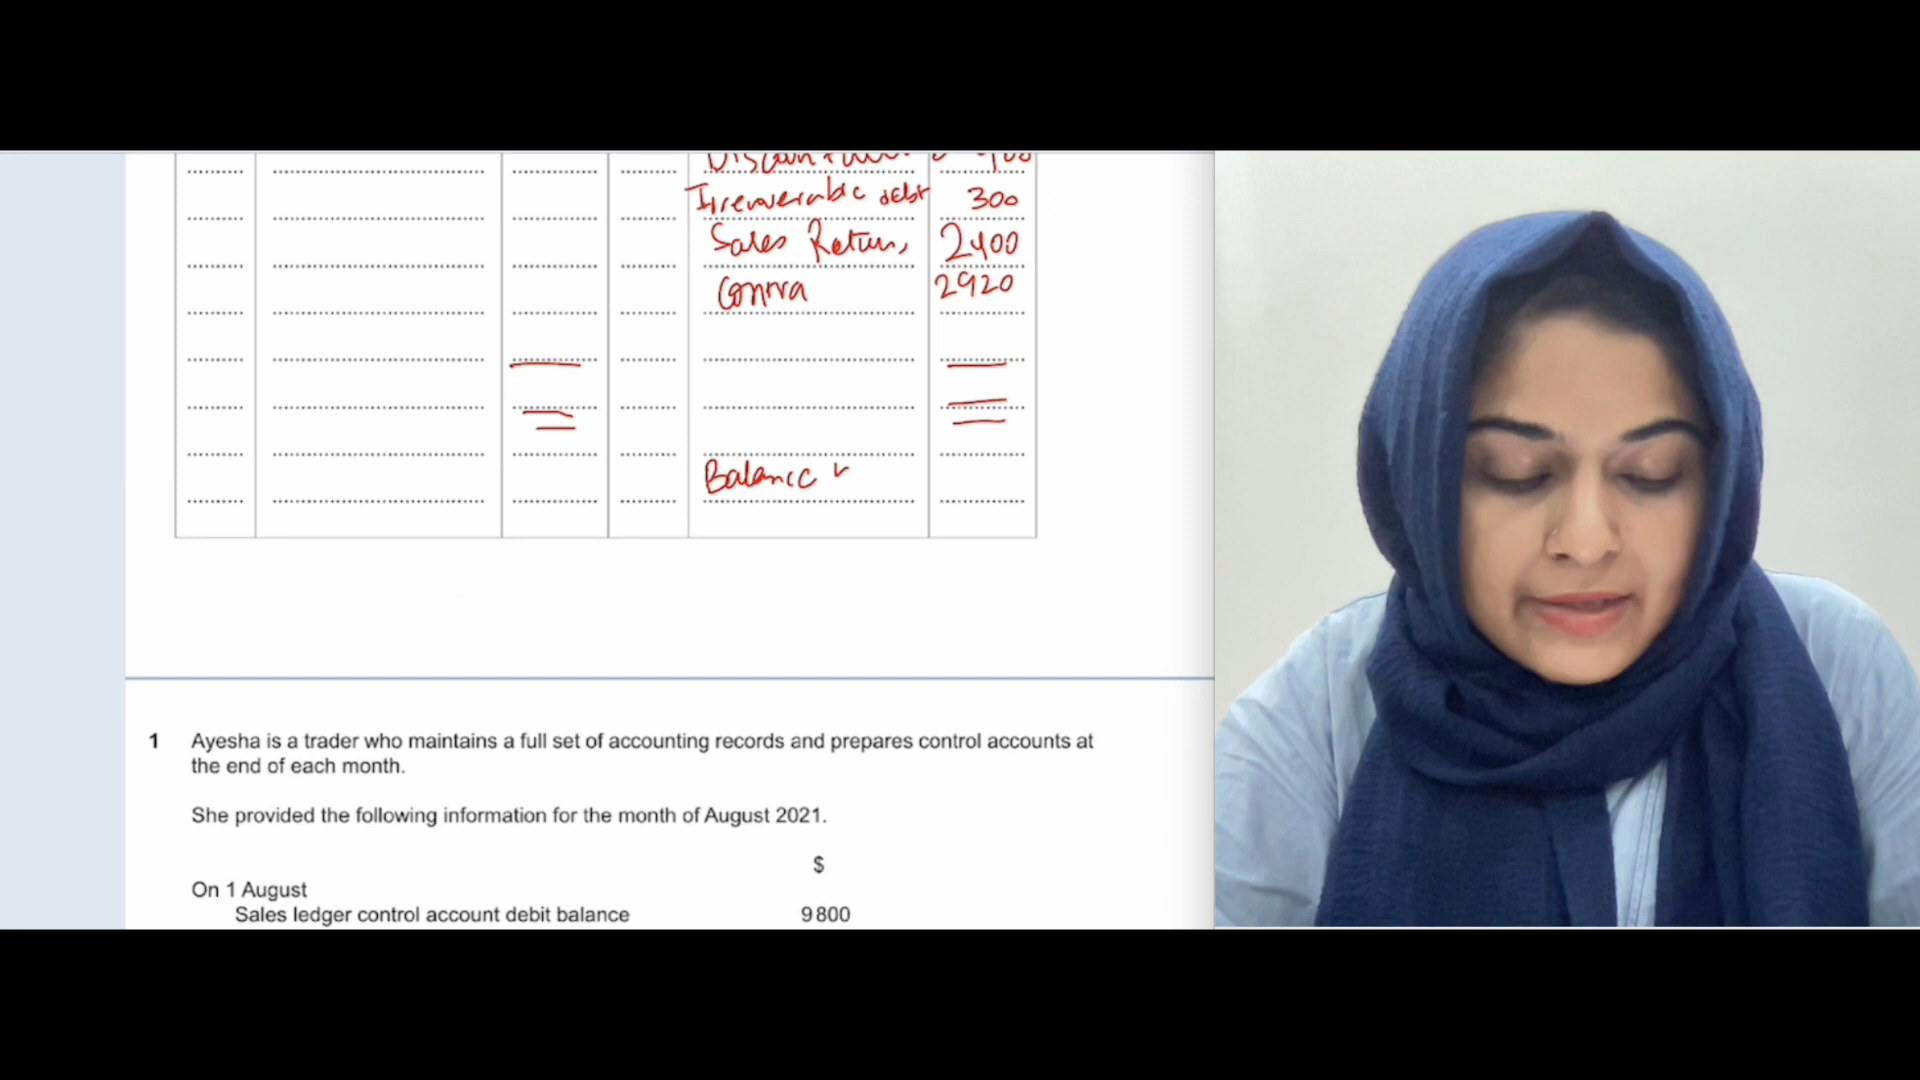 Irrecoverable debt 300
Sales Return, 2400
Contra 2920
Balance
1 Ayesha is a trader who maintains a full set of accounting records and prepares control accounts at
the end of each month.
She provided the following information for the month of August 2021.
$
On 1 August
Sales ledger control account debit balance 9800